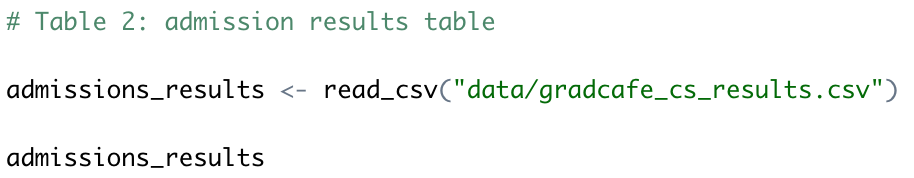 # Table 2: admission results table
admissions_results <- read_csv("data/gradcafe_cs_results.csv")
admissions_results